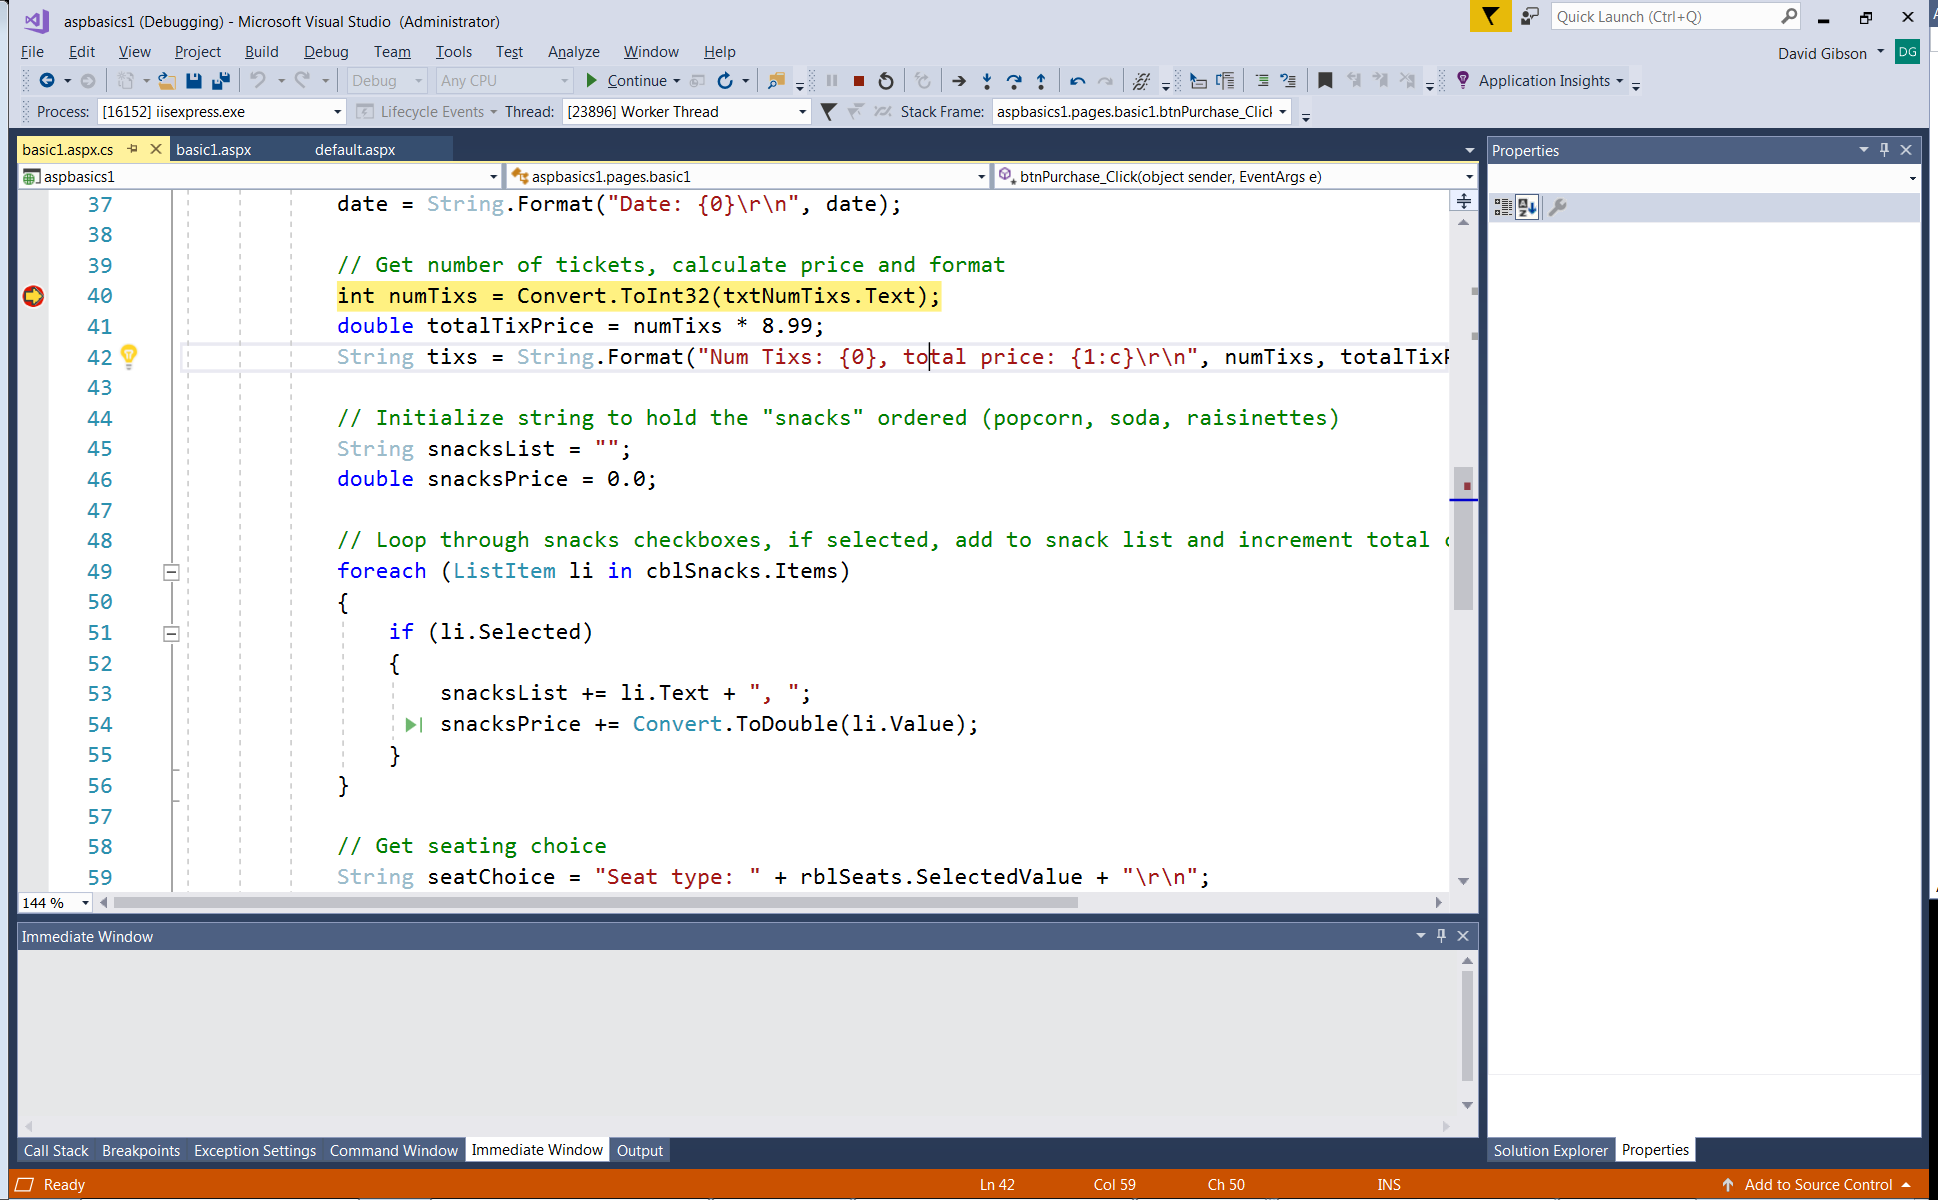 aspbasics1 (Debugging) - Microsoft Visual Studio (Administrator)
Quick Launch (Ctrl+Q)
File Edit View Project Build Debug Team Tools Test Analyze Window Help
David Gibson DG
Debug Any CPU Continue Application Insights
Process: [16152] iisexpress.exe Lifecycle Events Thread: [23896] Worker Thread Stack Frame: aspbasics1.pages.basic1.btnPurchase_Clic
basic1.aspx.cs basic1.aspx default.aspx
Properties
aspbasics1 aspbasics1.pages.basic1 btnPurchase_Click(object sender, EventArgs e)
37 date = String.Format("Date: {0}\r\n", date);
38
39 // Get number of tickets, calculate price and format
40 int numTixs = Convert.ToInt32(txtNumTixs.Text);
41 double totalTixPrice = numTixs * 8.99;
42 String tixs = String.Format("Num Tixs: {0}, total price: {1:c}\r\n", numTixs, totalTixP
43
44 // Initialize string to hold the "snacks" ordered (popcorn, soda, raisinettes)
45 String snacksList = "";
46 double snacksPrice = 0.0;
47
48 // Loop through snacks checkboxes, if selected, add to snack list and increment total
49 foreach (ListItem li in cblSnacks.Items)
50 {
51 if (li.Selected)
52 {
53 snacksList += li.Text + ", ";
54 snacksPrice += Convert.ToDouble(li.Value);
55 }
56 }
57
58 // Get seating choice
59 String seatChoice = "Seat type: " + rblSeats.SelectedValue + "\r\n";
144 %
Immediate Window
Call Stack Breakpoints Exception Settings Command Window Immediate Window Output
Solution Explorer Properties
Ready Ln 42 Col 59 Ch 50 INS Add to Source Control